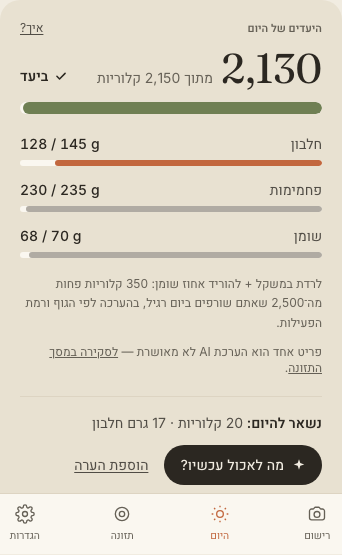 היעדים של היום
איך?
2,130 מתוך 2,150 קלוריות
ביעד
חלבון
128 / 145 g
פחמימות
230 / 235 g
שומן
68 / 70 g
לרדת במשקל + להוריד אחוז שומן: 350 קלוריות פחות
מה־2,500 שאתם שורפים ביום רגיל, בהערכה לפי הגוף ורמת
הפעילות.
פריט אחד הוא הערכת AI לא מאושרת — לסקירה במסך
התזונה.
נשאר להיום: 20 קלוריות · 17 גרם חלבון
מה לאכול עכשיו?
הוספת הערה
רישום
היום
תזונה
הגדרות